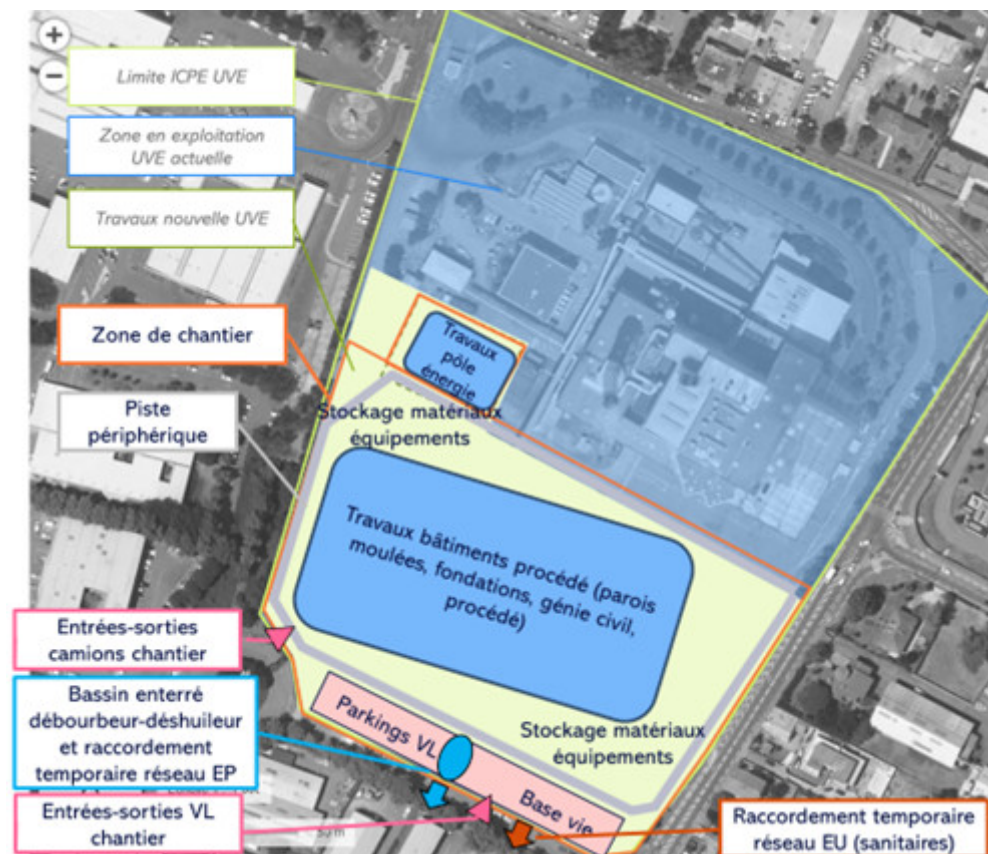 +
−
Limite ICPE UVE
Zone en exploitation
UVE actuelle
Travaux nouvelle UVE
Zone de chantier
Piste
périphérique
Travaux
pôle
énergie
Stockage matériaux
équipements
Travaux bâtiments procédé (parois
moulées, fondations, génie civil,
procédé)
Entrées-sorties
camions chantier
Bassin enterré
débourbeur-déshuileur
et raccordement
temporaire réseau EP
Parkings VL
Stockage matériaux
équipements
Entrées-sorties VL
chantier
Base vie
Raccordement temporaire
réseau EU (sanitaires)